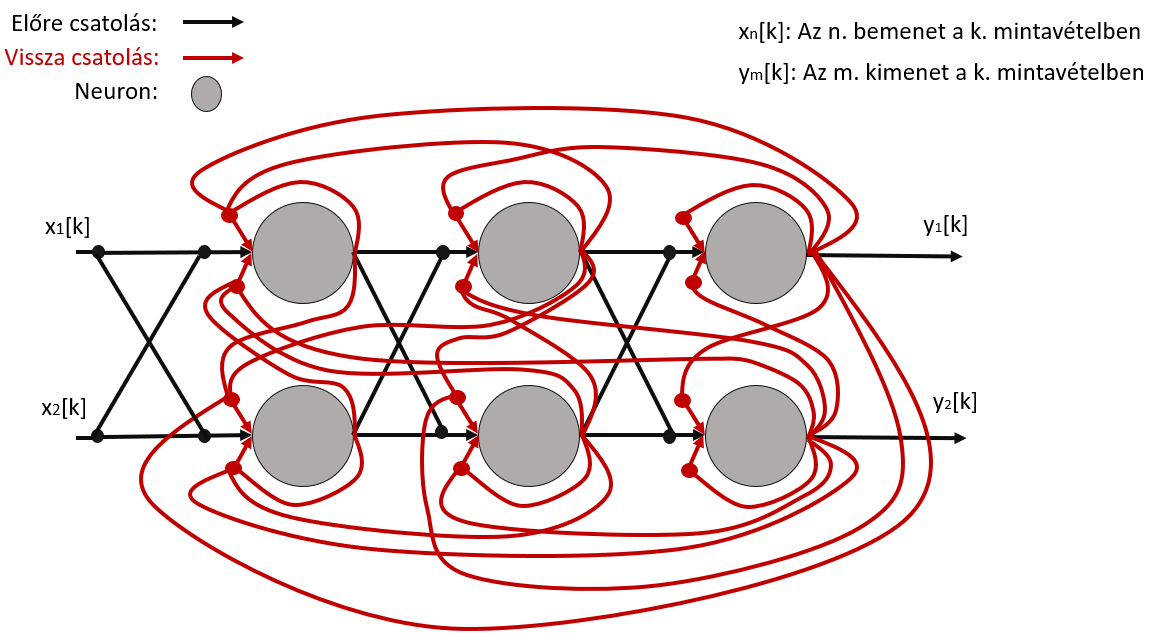 Előre csatolás:
Vissza csatolás:
Neuron:
xn[k]: Az n. bemenet a k. mintavételben
ym[k]: Az m. kimenet a k. mintavételben
x1[k]
y1[k]
x2[k]
y2[k]